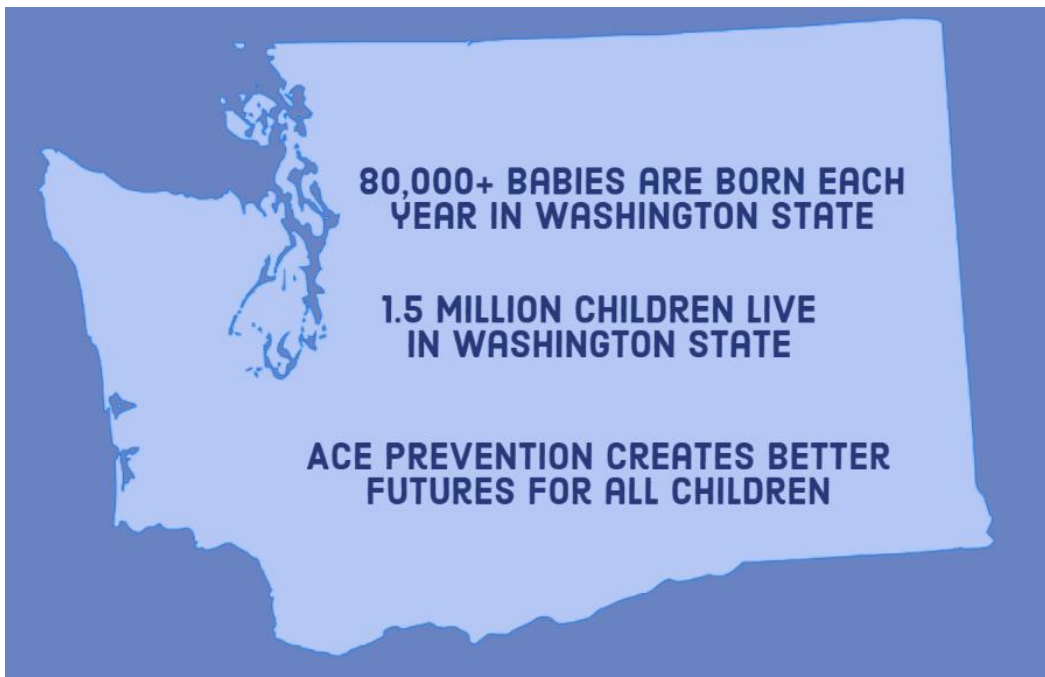 80,000+ BABIES ARE BORN EACH
YEAR IN WASHINGTON STATE
1.5 MILLION CHILDREN LIVE
IN WASHINGTON STATE
ACE PREVENTION CREATES BETTER
FUTURES FOR ALL CHILDREN